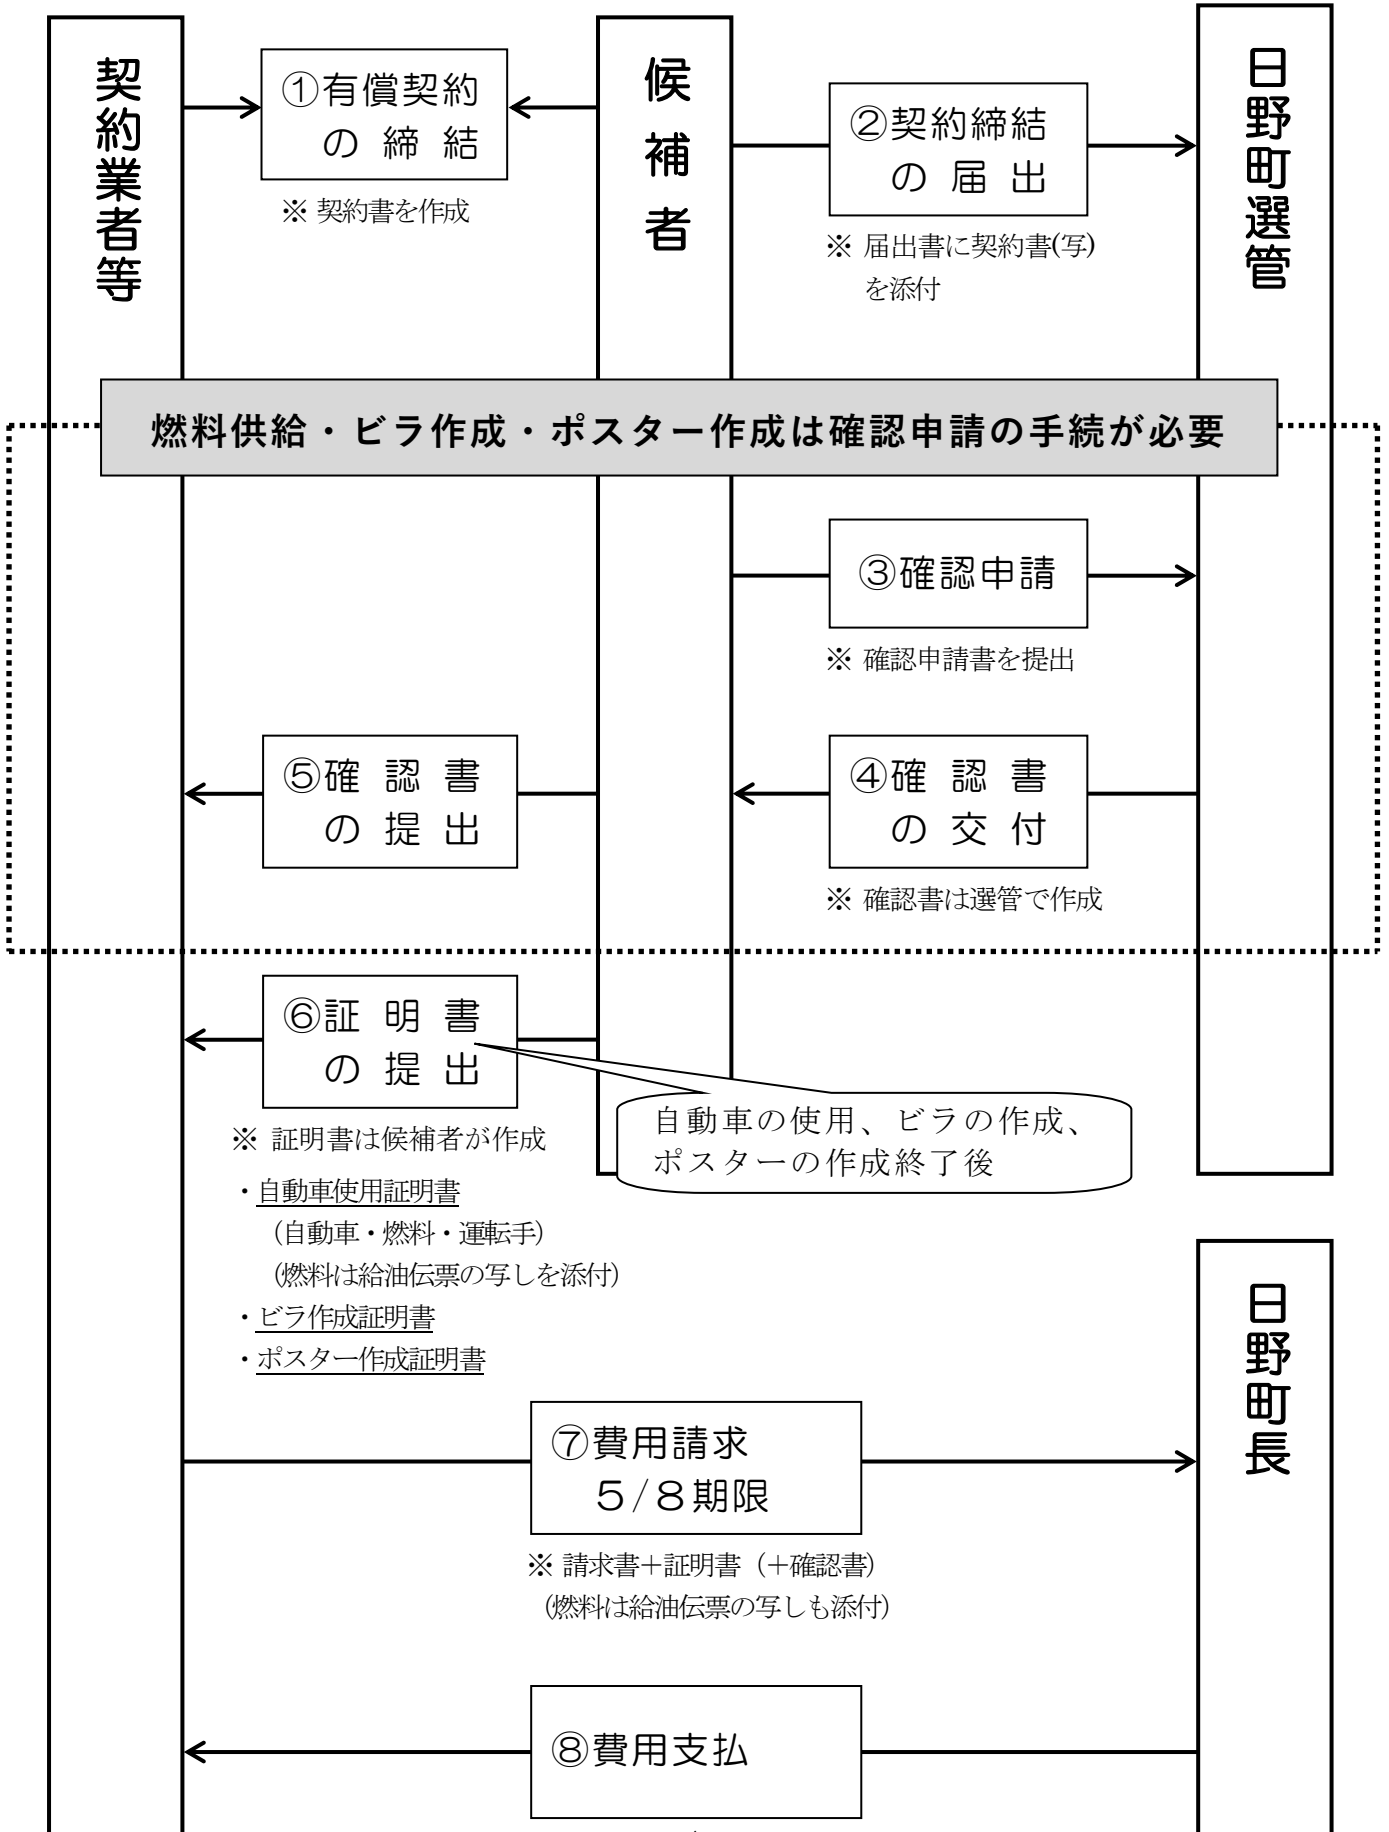 契約業者等
①有償契約
の 締 結
※ 契約書を作成
候補者
②契約締結
の 届 出
※ 届出書に契約書(写)
を添付
日野町選管
燃料供給・ビラ作成・ポスター作成は確認申請の手続が必要
③確認申請
※ 確認申請書を提出
④確 認 書
の 交 付
※ 確認書は選管で作成
⑤確 認 書
の 提 出
⑥証 明 書
の 提 出
自動車の使用、ビラの作成、
ポスターの作成終了後
※ 証明書は候補者が作成
・自動車使用証明書
（自動車・燃料・運転手）
（燃料は給油伝票の写しを添付）
・ビラ作成証明書
・ポスター作成証明書
日野町長
⑦費用請求
５/８期限
※ 請求書＋証明書（＋確認書）
（燃料は給油伝票の写しも添付）
⑧費用支払